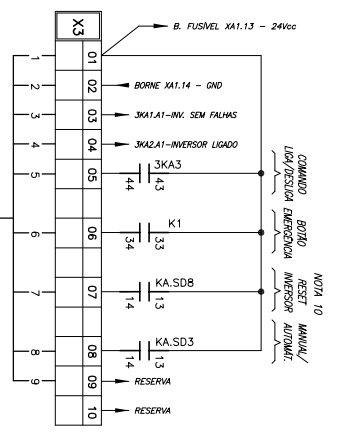 X3
B. FUSÍVEL XA1.13 - 24Vcc
1
01
2
02
BORNE XA1.14 - GND
3
03
3KA1.A1-INV. SEM FALHAS
4
04
3KA2.A1-INVERSOR LIGADO
5
05
3KA3
44
43
COMANDO
LIGA/DESLIGA
6
06
K1
34
33
BOTÃO
EMERGÊNCIA
7
07
KA.SD8
14
13
NOTA 10
RESET
INVERSOR
8
08
KA.SD3
14
13
MANUAL/
AUTOMÁT.
9
09
RESERVA
10
RESERVA